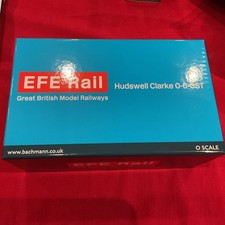 EFE Rail
Hudswell Clarke 0-6-0ST
Great British Model Railways
www.bachmann.co.uk
O SCALE